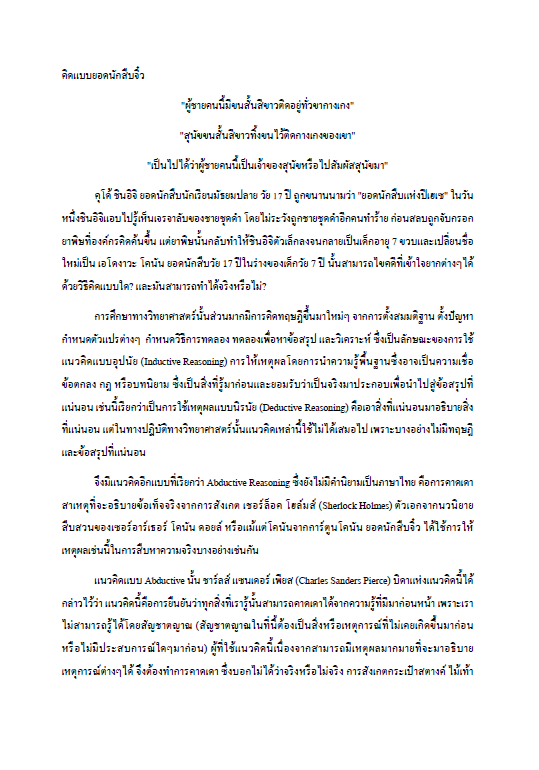 คิดแบบยอดนักสืบจิ๋ว
"ผู้ชายคนนี้มีขนสั้นสีขาวติดอยู่ทั่วขากางเกง"
"สุนัขขนสั้นสีขาวทิ้งขนไว้ติดกางเกงของเขา"
"เป็นไปได้ว่าผู้ชายคนนี้เป็นเจ้าของสุนัขหรือไปสัมผัสสุนัขมา"
คุโด้ ชินอิจิ ยอดนักสืบนักเรียนมัธยมปลาย วัย 17 ปี ถูกขนานนามว่า "ยอดนักสืบแห่งปีเฮเซ" ในวัน
หนึ่งชินอิจิแอบไปรู้เห็นเจรจาลับของชายชุดดำ โดยไม่ระวังถูกชายชุดดำอีกคนทำร้าย ก่อนสลบถูกจับกรอก
ยาพิษที่องค์กรคิดค้นขึ้น แต่ยาพิษนั้นกลับทำให้ชินอิจิตัวเล็กลงจนกลายเป็นเด็กอายุ 7 ขวบและเปลี่ยนชื่อ
ใหม่เป็น เอโดงาวะ โคนัน ยอดนักสืบวัย 17 ปีในร่างของเด็กวัย 7 ปี นั้นสามารถไขคดีที่เข้าใจยากต่างๆได้
ด้วยวิธีคิดแบบใด? และมันสามารถทำได้จริงหรือไม่?
การศึกษาทางวิทยาศาสตร์นั้นส่วนมากมีการคิดทฤษฎีขึ้นมาใหม่ๆ จากการตั้งสมมติฐาน ตั้งปัญหา
กำหนดตัวแปรต่างๆ กำหนดวิธีการทดลอง ทดลองเพื่อหาข้อสรุป และวิเคราะห์ ซึ่งเป็นลักษณะของการใช้
แนวคิดแบบอุปนัย (Inductive Reasoning) การให้เหตุผลโดยการนำความรู้พื้นฐานซึ่งอาจเป็นความเชื่อ
ข้อตกลง กฎ หรือบทนิยาม ซึ่งเป็นสิ่งที่รู้มาก่อนและยอมรับว่าเป็นจริงมาประกอบเพื่อนำไปสู่ข้อสรุปที่
แน่นอน เช่นนี้เรียกว่าเป็นการใช้เหตุผลแบบนิรนัย (Deductive Reasoning) คือเอาสิ่งที่แน่นอนมาอธิบายสิ่ง
ที่แน่นอน แต่ในทางปฏิบัติทางวิทยาศาสตร์นั้นแนวคิดเหล่านี้ใช้ไม่ได้เสมอไป เพราะบางอย่างไม่มีทฤษฎี
และข้อสรุปที่แน่นอน
จึงมีแนวคิดอีกแบบที่เรียกว่า Abductive Reasoning ซึ่งยังไม่มีคำนิยามเป็นภาษาไทย คือการคาดเดา
สาเหตุที่จะอธิบายข้อเท็จจริงจากการสังเกต เชอร์ล็อค โฮล์มส์ (Sherlock Holmes) ตัวเอกจากนวนิยาย
สืบสวนของเซอร์อาร์เธอร์ โคนัน ดอยล์ หรือแม้แต่โคนันจากการ์ตูนโคนัน ยอดนักสืบจิ๋ว ได้ใช้การให้
เหตุผลเช่นนี้ในการสืบหาความจริงบางอย่างเช่นกัน
แนวคิดแบบ Abductive นั้น ชาร์ลส์ แซนเดอร์ เพียส (Charles Sanders Pierce) บิดาแห่งแนวคิดนี้ได้
กล่าวไว้ว่า แนวคิดนี้คือการยืนยันว่าทุกสิ่งที่เรารู้นั้นสามารถคาดเดาได้จากความรู้ที่มีมาก่อนหน้า เพราะเรา
ไม่สามารถรู้ได้โดยสัญชาตญาณ (สัญชาตญาณในที่นี้ต้องเป็นสิ่งหรือเหตุการณ์ที่ไม่เคยเกิดขึ้นมาก่อน
หรือไม่มีประสบการณ์ใดๆมาก่อน) ผู้ที่ใช้แนวคิดนี้เนื่องจากสามารถมีเหตุผลมากมายที่จะมาอธิบาย
เหตุการณ์ต่างๆได้ จึงต้องทำการคาดเดา ซึ่งบอกไม่ได้ว่าจริงหรือไม่จริง การสังเกตกระเป๋าสตางค์ ไม้เท้า